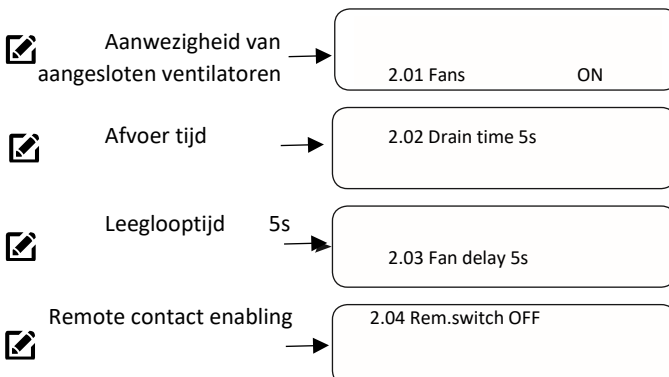 Aanwezigheid van
aangesloten ventilatoren
2.01 Fans ON
Afvoer tijd
2.02 Drain time 5s
Leeglooptijd 5s
2.03 Fan delay 5s
Remote contact enabling
2.04 Rem.switch OFF